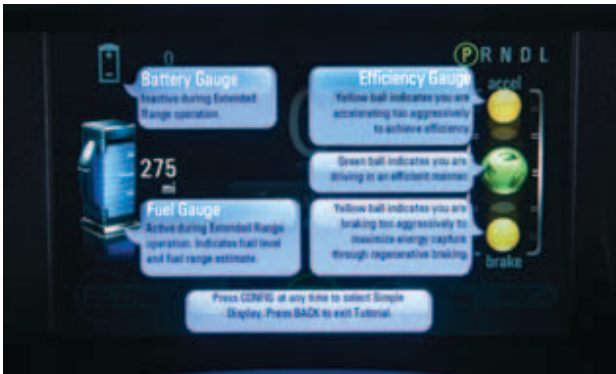 0
P R N D L
Battery Gauge
Inactive during Extended
Range operation.
275
mi
Fuel Gauge
Active during Extended Range
operation. Indicates fuel level
and fuel range estimate.
Efficiency Gauge
accel
Yellow ball indicates you are
accelerating too aggressively
to achieve efficiency
Green ball indicates you are
driving in an efficient manner.
Yellow ball indicates you are
braking too aggressively to
maximize energy capture
through regenerative braking
brake
Press CONFIG at any time to select Simple
Display. Press BACK to exit Tutorial.